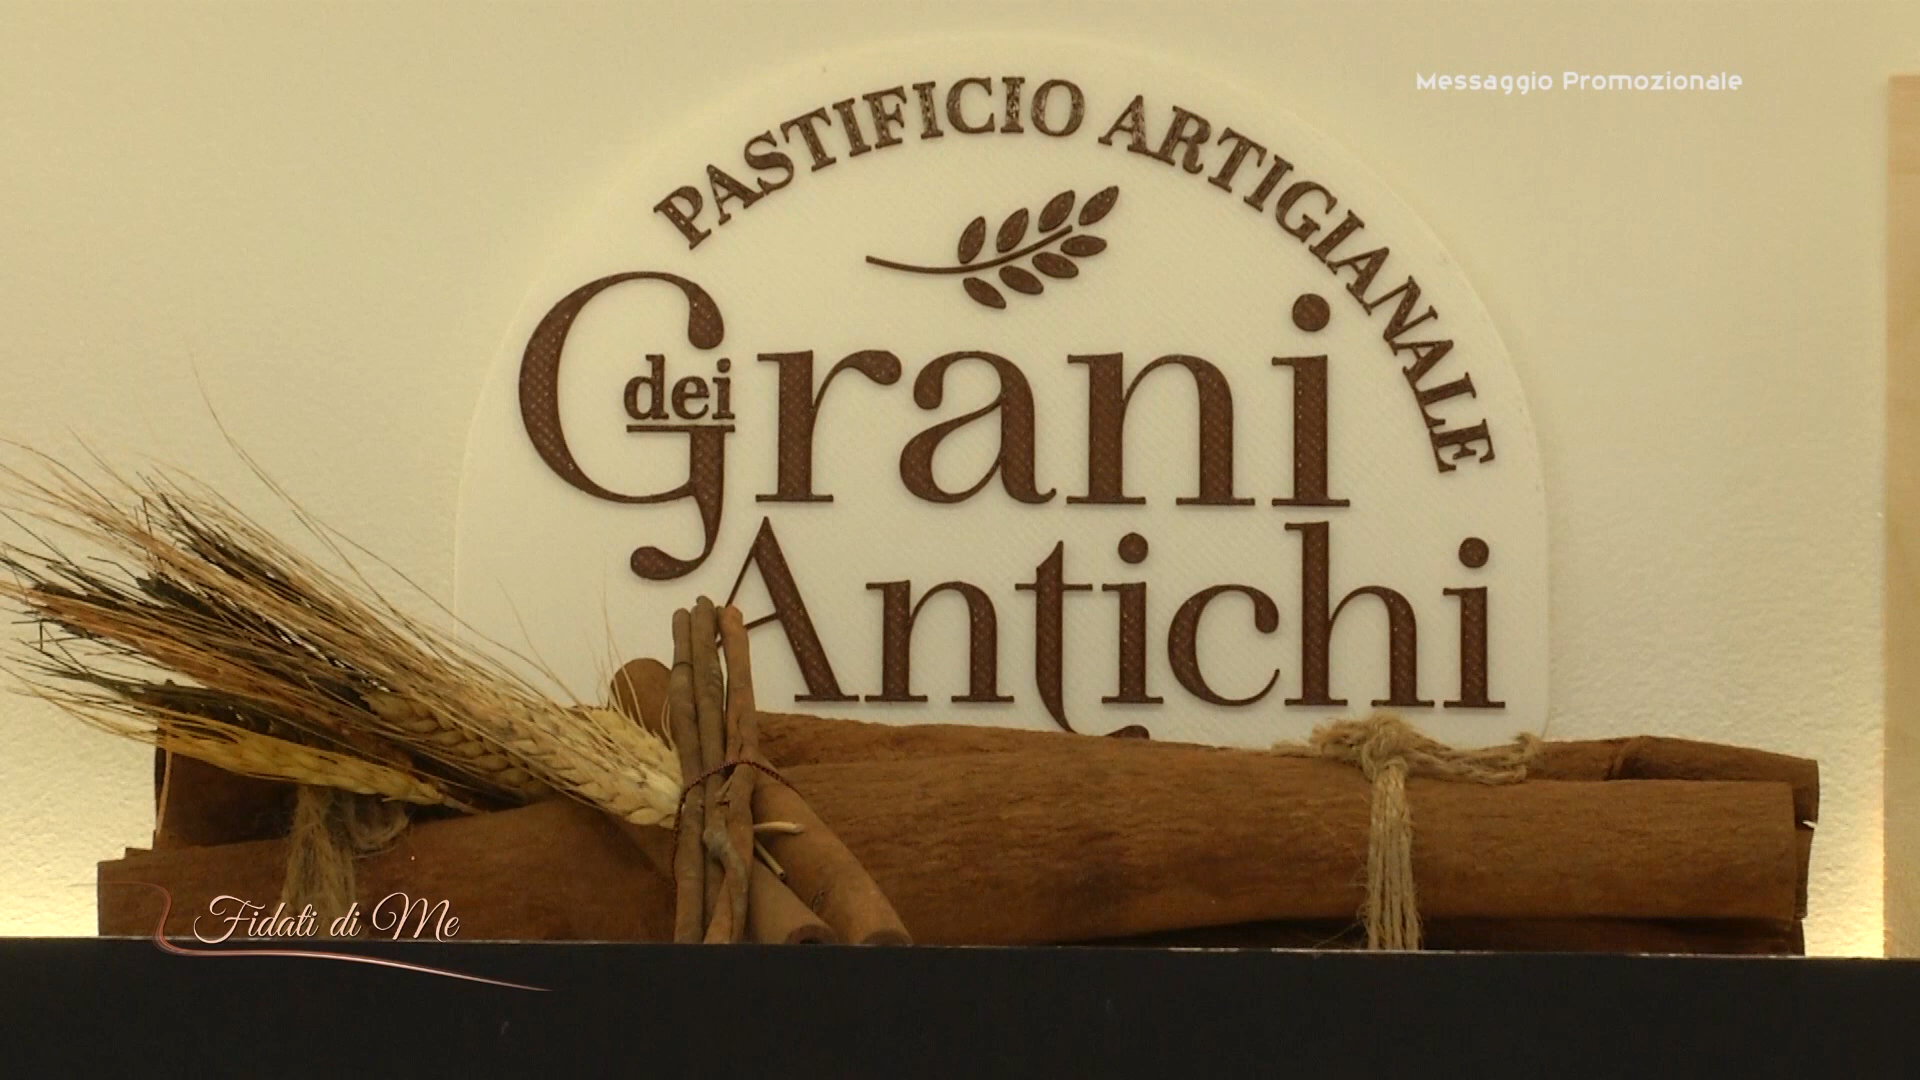 Messaggio Promozionale
PASTIFICIO ARTIGIANALE
dei
Grani
Antichi
Fidati di Me